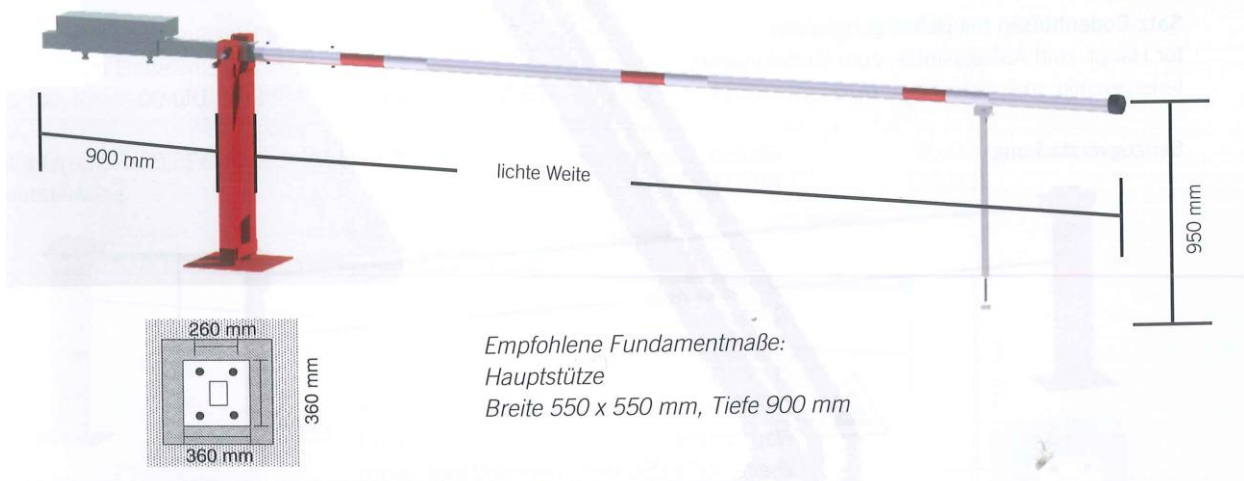 900 mm
lichte Weite
950 mm
260 mm
360 mm
360 mm
Empfohlene Fundamentmaße:
Hauptstütze
Breite 550 x 550 mm, Tiefe 900 mm